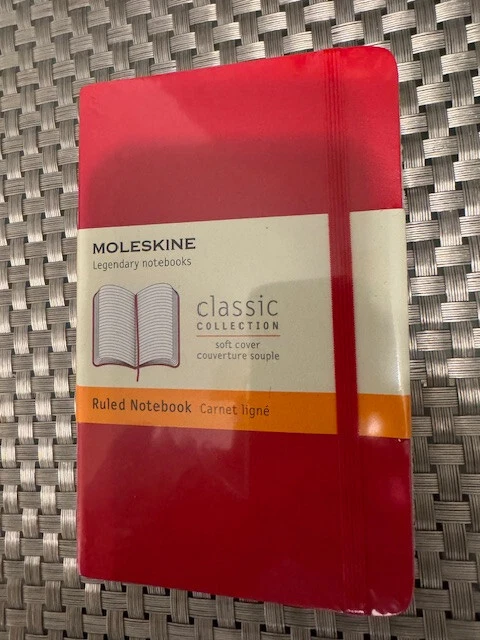 MOLESKINE
Legendary notebooks
classic
COLLECTION
soft cover
couverture souple
Ruled Notebook Carnet ligné